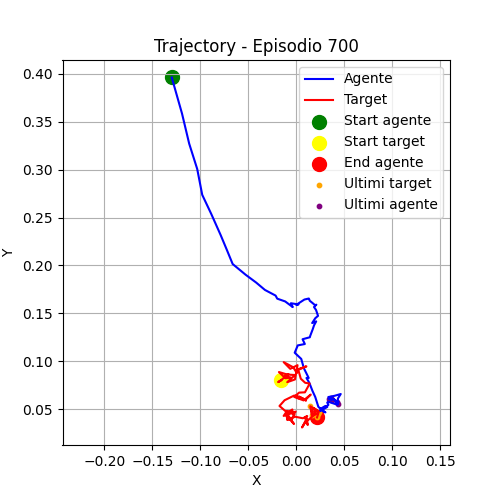 Trajectory - Episodio 700
Agente
Target
Start agente
Start target
End agente
Ultimi target
Ultimi agente
0.40
0.35
0.30
0.25
0.20
0.15
0.10
0.05
Y
−0.20 −0.15 −0.10 −0.05 0.00 0.05 0.10 0.15
X